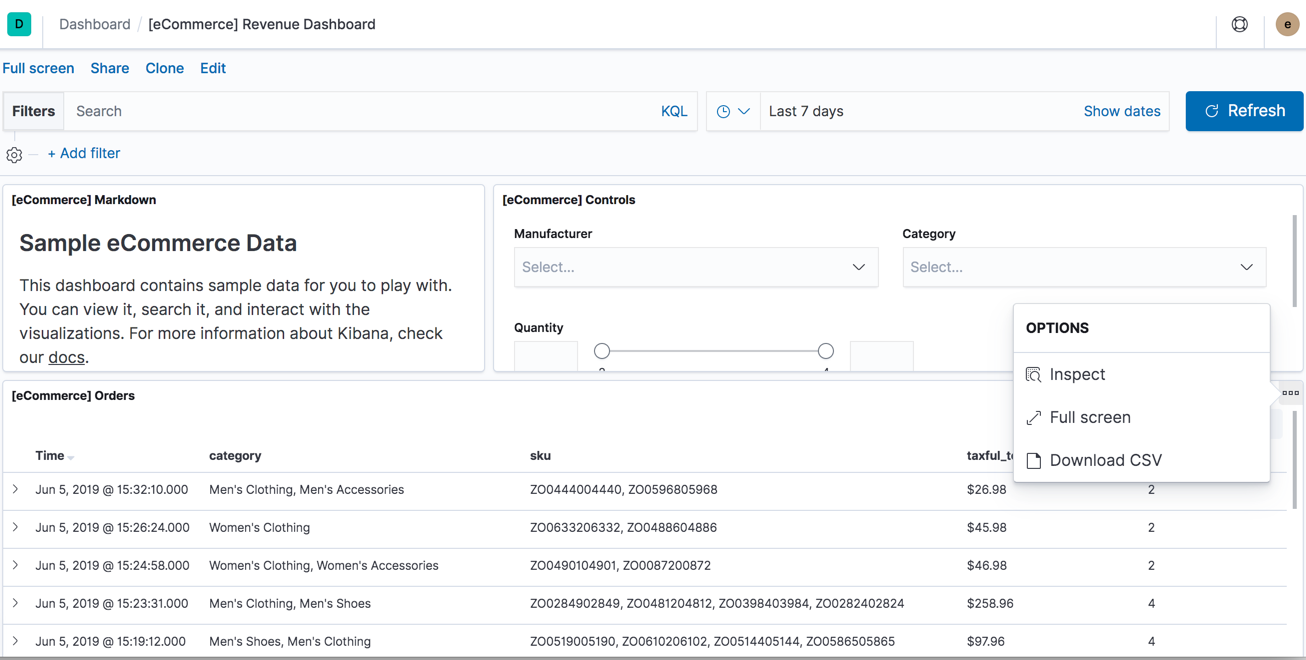 D Dashboard / [eCommerce] Revenue Dashboard e
Full screen Share Clone Edit
Filters Search KQL Last 7 days Show dates Refresh
+ Add filter
[eCommerce] Markdown
Sample eCommerce Data
This dashboard contains sample data for you to play with.
You can view it, search it, and interact with the
visualizations. For more information about Kibana, check
our docs.
[eCommerce] Controls
Manufacturer Category
Select... Select...
Quantity
OPTIONS
Inspect
Full screen
Download CSV
[eCommerce] Orders
Time category sku
Jun 5, 2019 @ 15:32:10.000 Men's Clothing, Men's Accessories ZO0444004440, ZO0596805968 $26.98 2
Jun 5, 2019 @ 15:26:24.000 Women's Clothing ZO0633206332, ZO0488604886 $45.98 2
Jun 5, 2019 @ 15:24:58.000 Women's Clothing, Women's Accessories ZO0490104901, ZO0087200872 $46.98 2
Jun 5, 2019 @ 15:23:31.000 Men's Clothing, Men's Shoes ZO0284902849, ZO0481204812, ZO0398403984, ZO0282402824 $258.96 4
Jun 5, 2019 @ 15:19:12.000 Men's Shoes, Men's Clothing ZO0519005190, ZO0610206102, ZO0514405144, ZO0586505865 $97.96 4